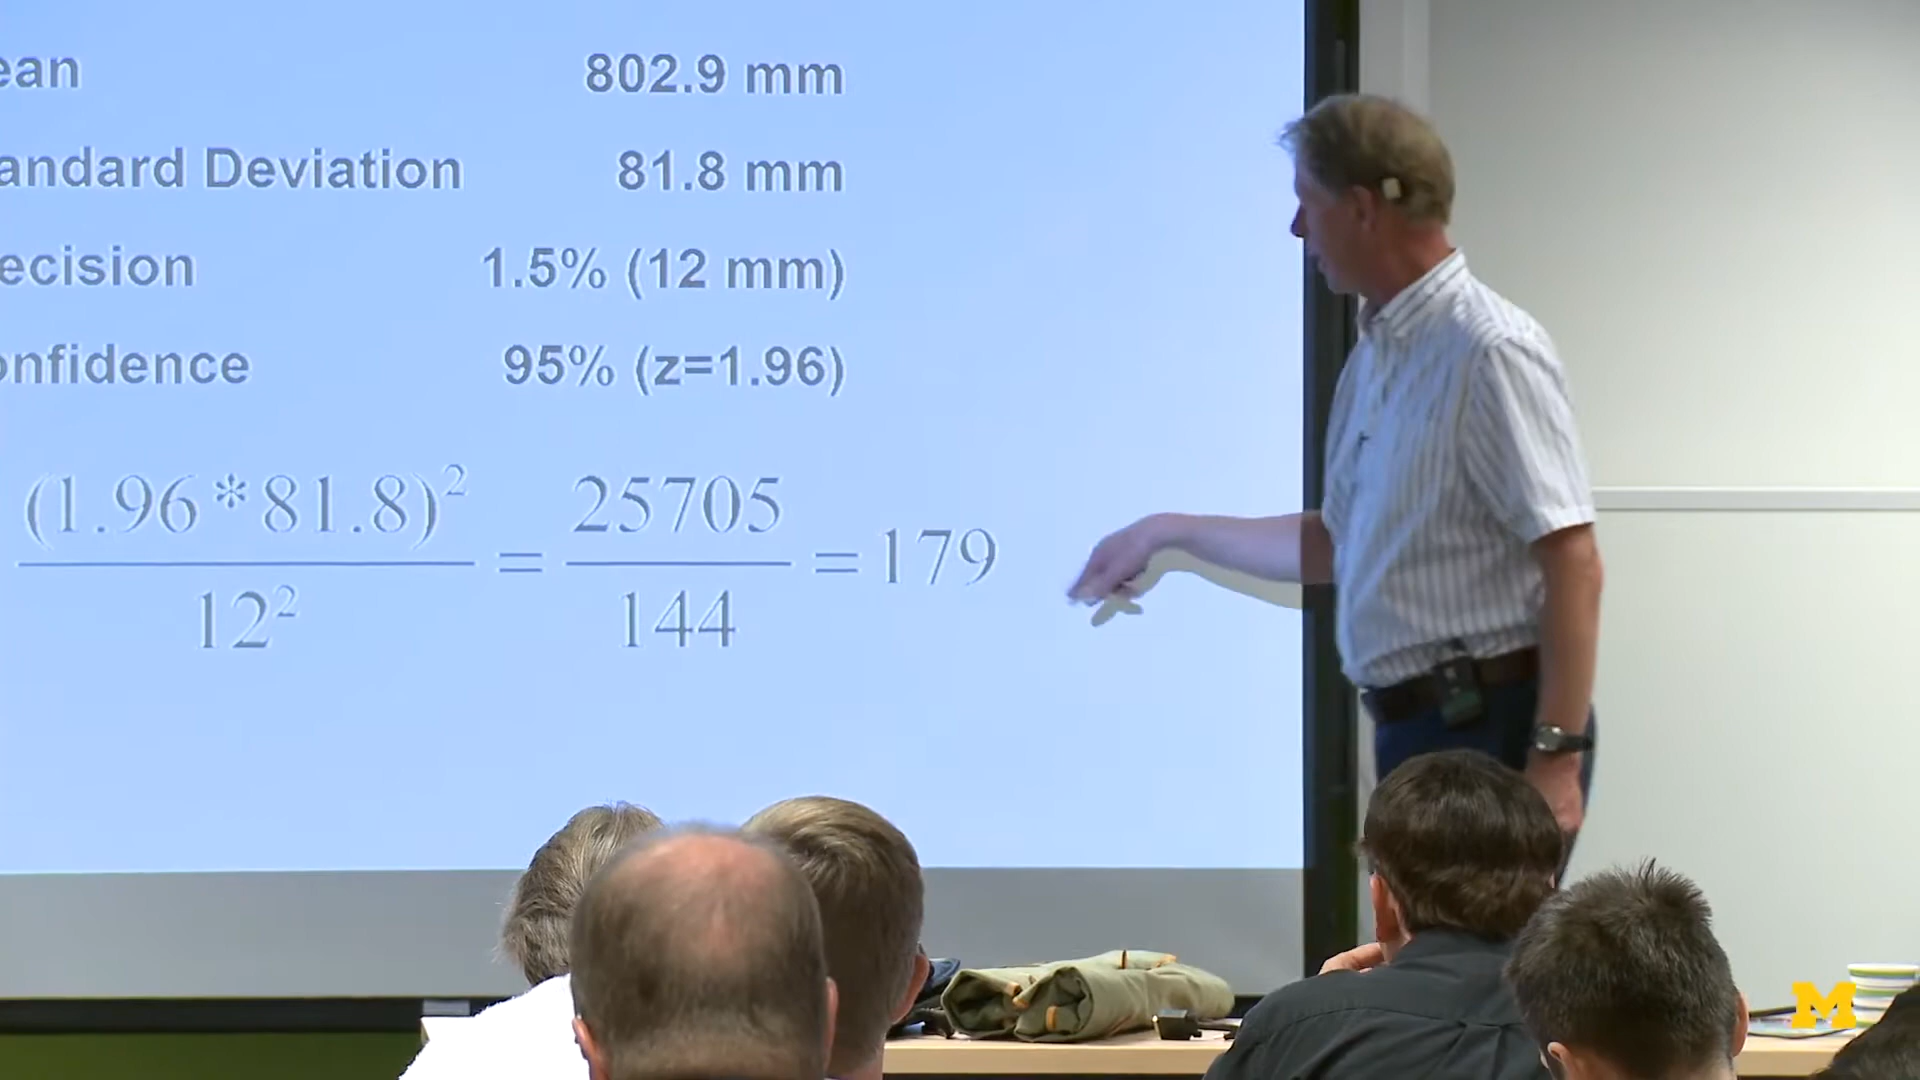 ean 802.9 mm
andard Deviation 81.8 mm
ecision 1.5% (12 mm)
onfidence 95% (z=1.96)
(1.96*81.8)² / 12² = 25705 / 144 = 179
M